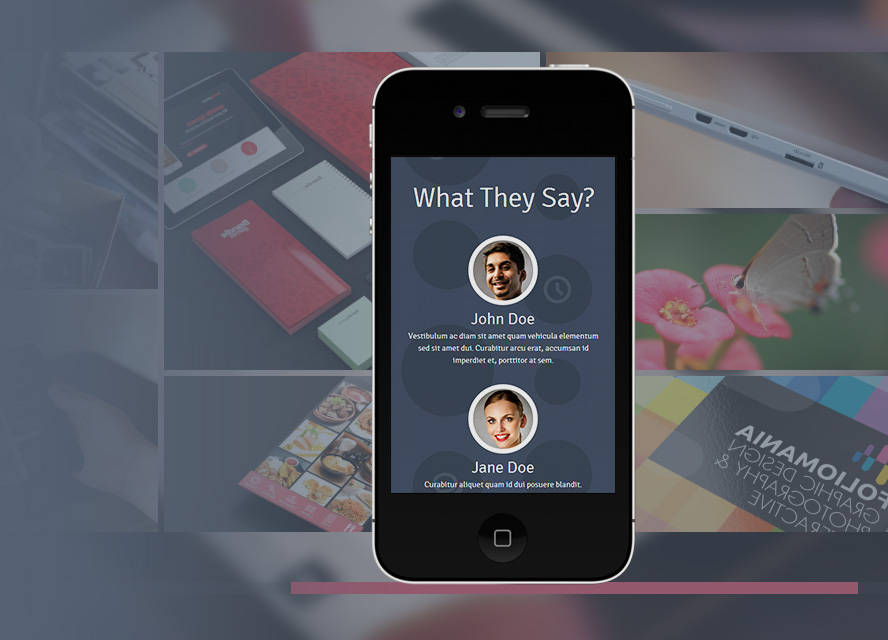 What They Say?
John Doe
Vestibulum ac diam sit amet quam vehicula elementum
sed sit amet dui. Curabitur arcu erat, accumsan id
imperdiet et, porttitor at sem.
Jane Doe
Curabitur aliquet quam id dui posuere blandit.
FOLIOMANIA
GRAPHIC DESIGN
PHOTOGRAPHY &
INTERACTIVE